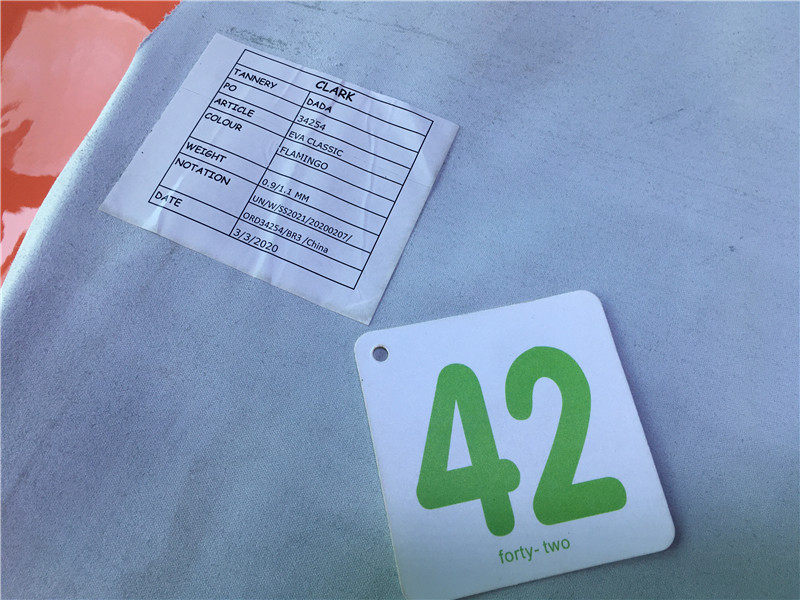 CLARK
TANNERY DADA
PO 34254
ARTICLE EVA CLASSIC
COLOUR FLAMINGO
WEIGHT 0.9/1.1 MM
NOTATION UN/W/SS2021/20200207/
ORD34254/BR3 /China
DATE 3/3/2020
42
forty- two